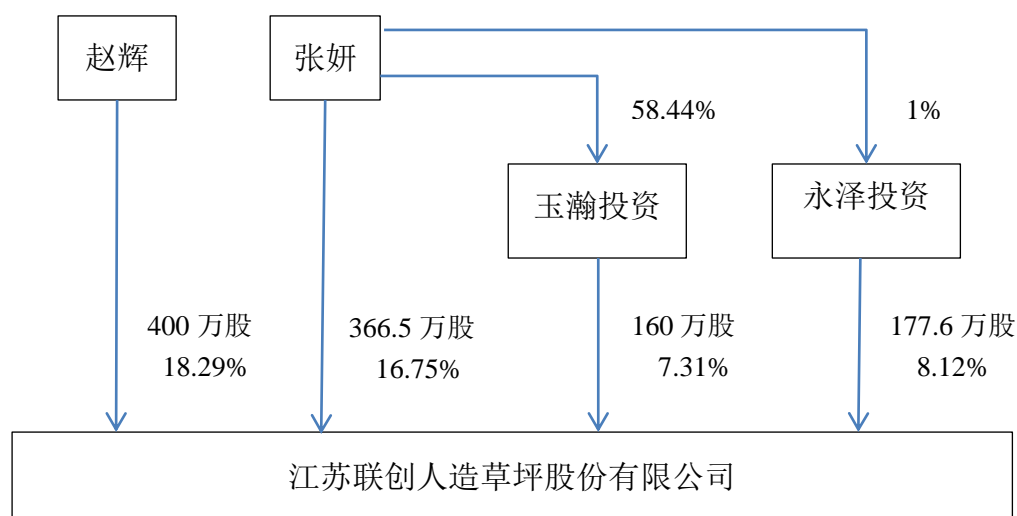 赵辉
张妍
58.44%
1%
玉瀚投资
永泽投资
400 万股
18.29%
366.5 万股
16.75%
160 万股
7.31%
177.6 万股
8.12%
江苏联创人造草坪股份有限公司